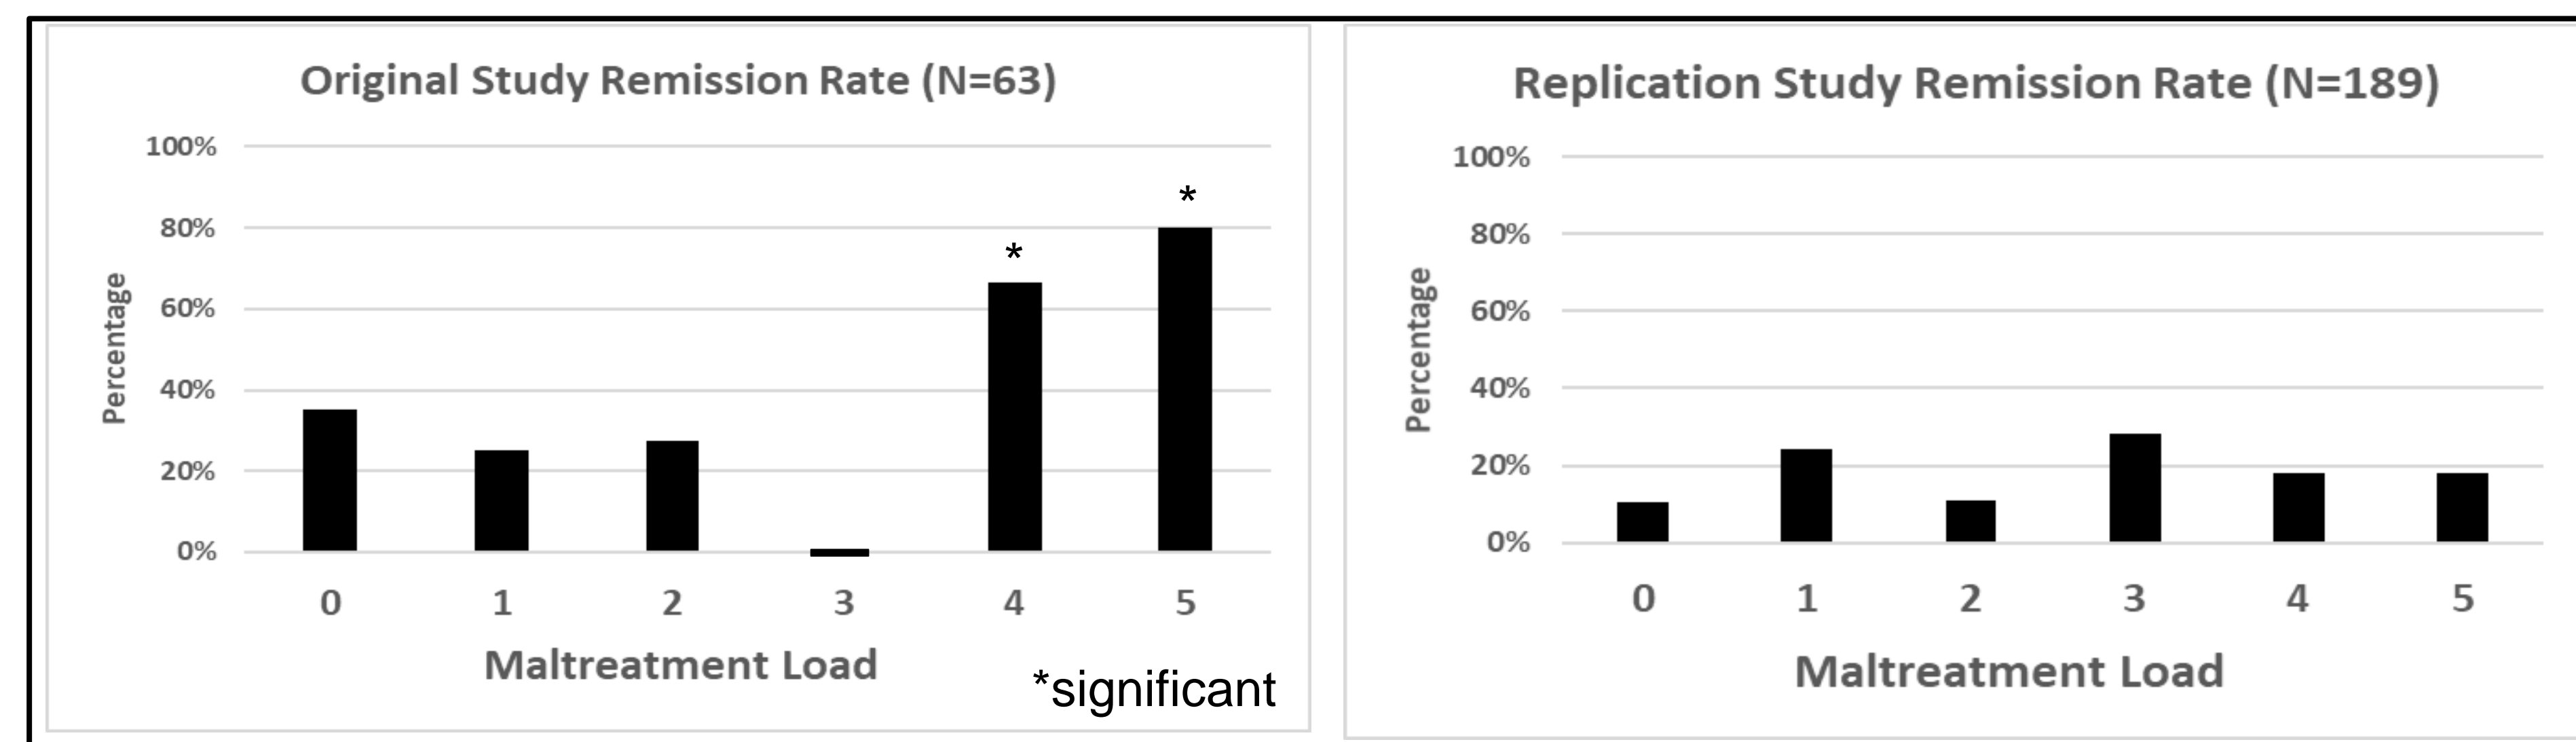 Original Study Remission Rate (N=63)
100%
*
80%
*
60%
40%
20%
0%
Percentage
0 1 2 3 4 5
Maltreatment Load
*significant
Replication Study Remission Rate (N=189)
100%
80%
60%
40%
20%
0%
Percentage
0 1 2 3 4 5
Maltreatment Load